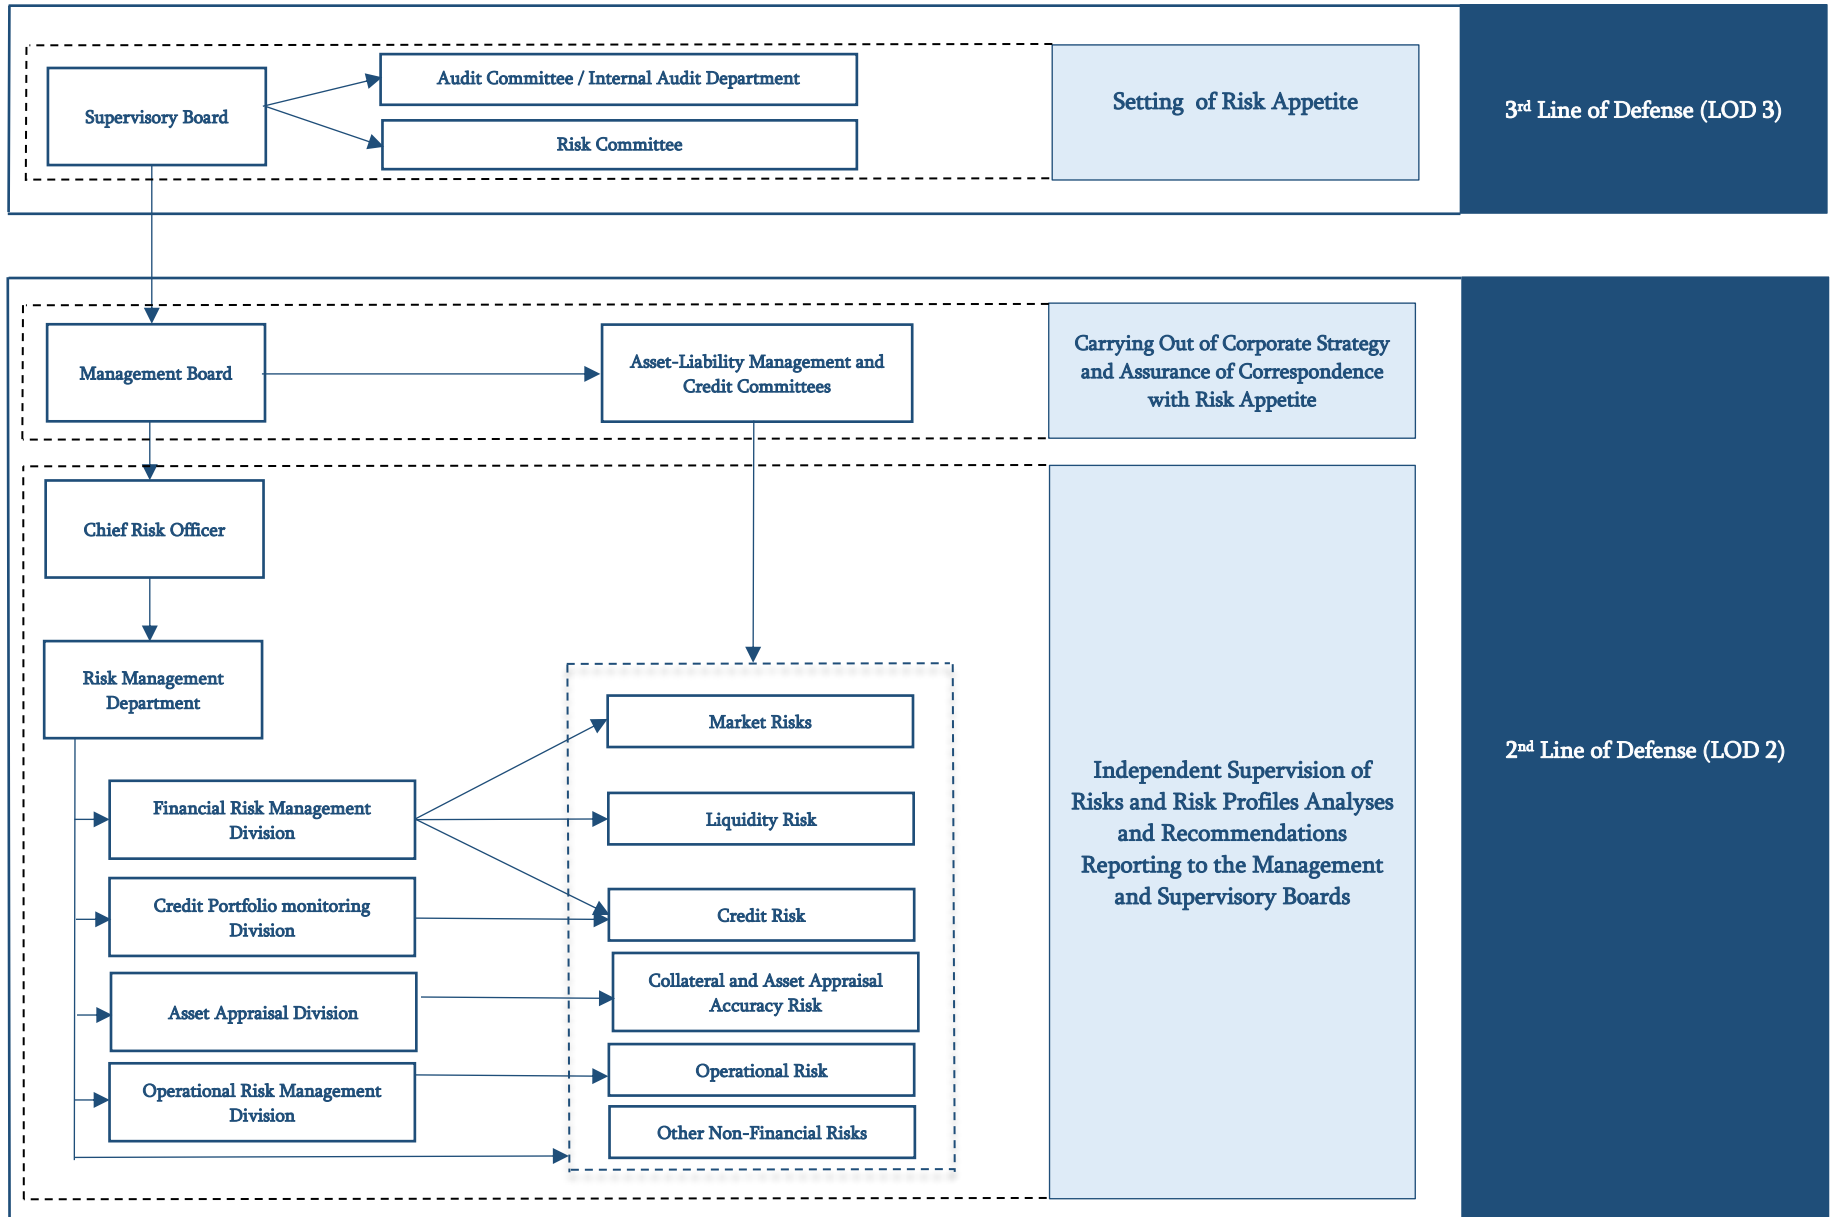 Audit Committee / Internal Audit Department
Supervisory Board
Risk Committee
Setting of Risk Appetite
3rd Line of Defense (LOD 3)
Management Board
Asset-Liability Management and
Credit Committees
Carrying Out of Corporate Strategy
and Assurance of Correspondence
with Risk Appetite
Chief Risk Officer
Risk Management
Department
Financial Risk Management
Division
Credit Portfolio monitoring
Division
Asset Appraisal Division
Operational Risk Management
Division
Market Risks
Liquidity Risk
Credit Risk
Collateral and Asset Appraisal
Accuracy Risk
Operational Risk
Other Non-Financial Risks
Independent Supervision of
Risks and Risk Profiles Analyses
and Recommendations
Reporting to the Management
and Supervisory Boards
2nd Line of Defense (LOD 2)